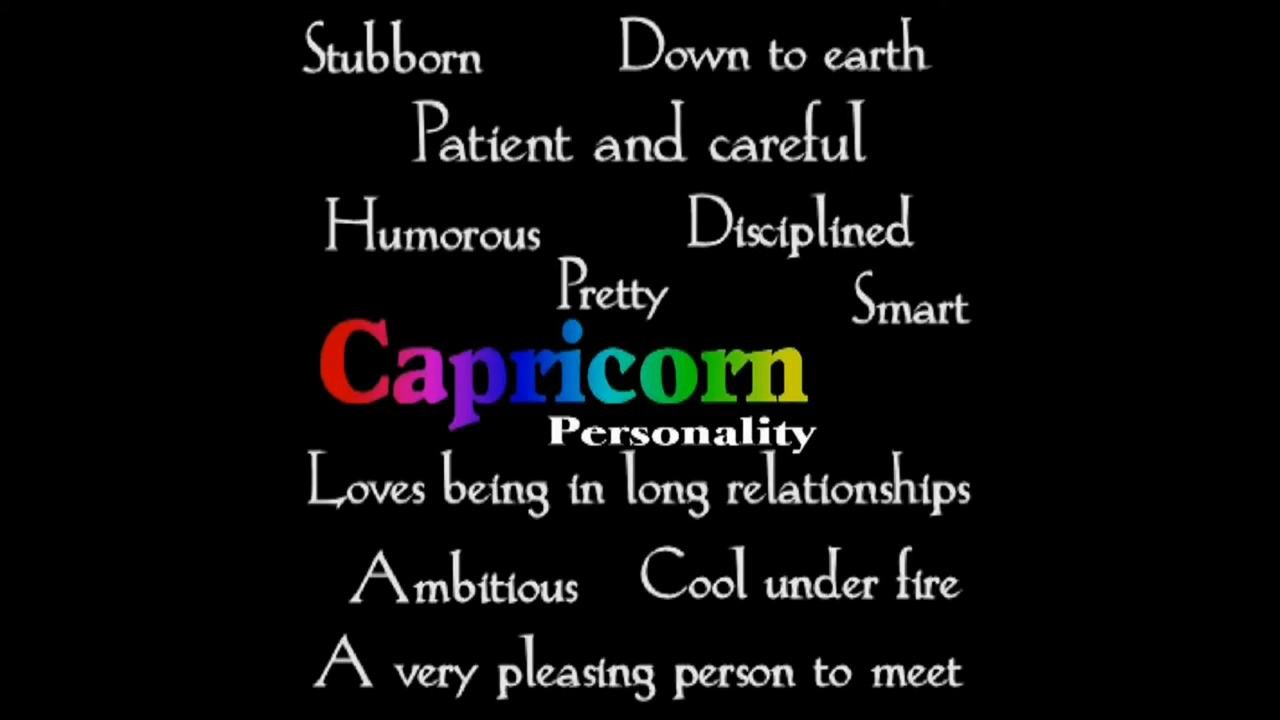 Stubborn Down to earth
Patient and careful
Humorous Disciplined
Pretty Smart
Capricorn
Personality
Loves being in long relationships
Ambitious Cool under fire
A very pleasing person to meet